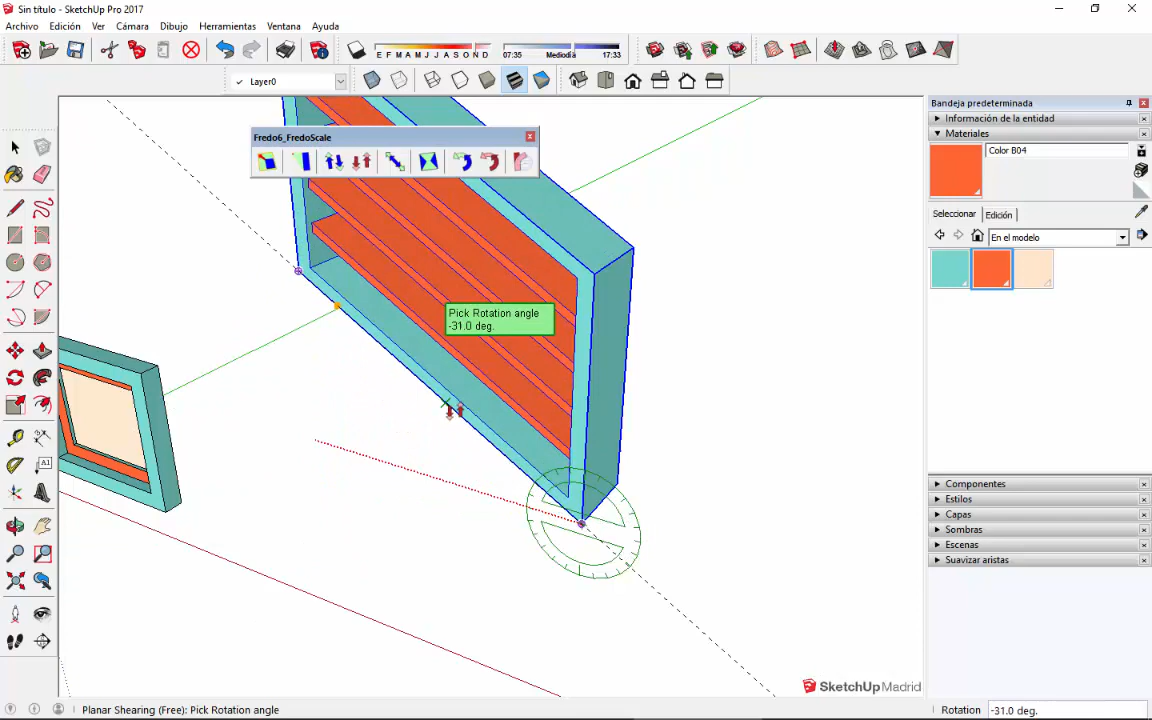 Sin título - SketchUp Pro 2017
Archivo Edición Ver Cámara Dibujo Herramientas Ventana Ayuda
E F M A M J J A S O N D
07:35 Mediodía 17:33
Layer0
Bandeja predeterminada
Información de la entidad
Materiales
Color B04
Seleccionar Edición
En el modelo
Fredo6_FredoScale
Pick Rotation angle
-31.0 deg.
A1
Componentes
Estilos
Capas
Sombras
Escenas
Suavizar aristas
SketchUp Madrid
Planar Shearing (Free): Pick Rotation angle
Rotation -31.0 deg.